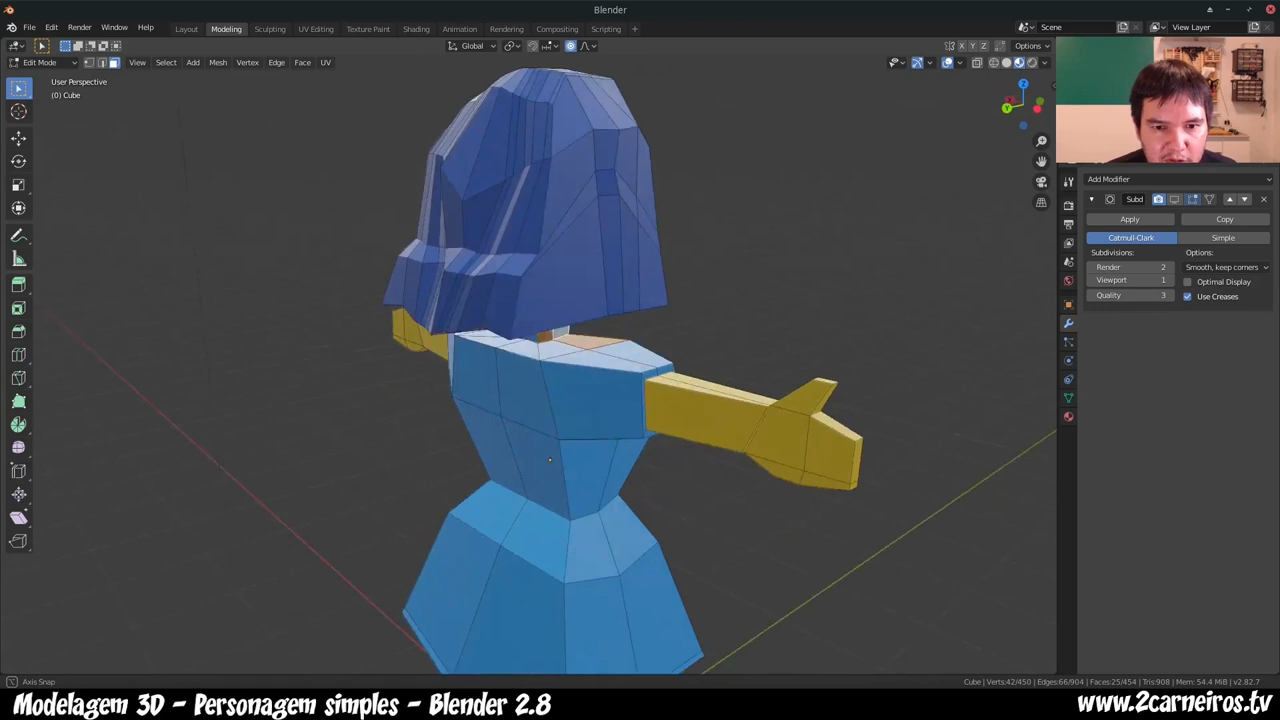 Blender
File Edit Render Window Help
Layout Modeling Sculpting UV Editing Texture Paint Shading Animation Rendering Compositing Scripting
Scene
View Layer
Global
X Y Z Options
Edit Mode
View Select Add Mesh Vertex Edge Face UV
User Perspective
(0) Cube
Z
Y
Add Modifier
Subd
Apply Copy
Catmull-Clark Simple
Subdivisions: Options:
Render 2 Smooth, keep corners
Viewport 1 Optimal Display
Quality 3 Use Creases
Axis Snap
Cube | Verts:42/450 | Edges:66/904 | Faces:25/454 | Tris:908 | Mem: 54.4 MiB | v2.82.7
Modelagem 3D - Personagem simples - Blender 2.8
www.2carneiros.tv